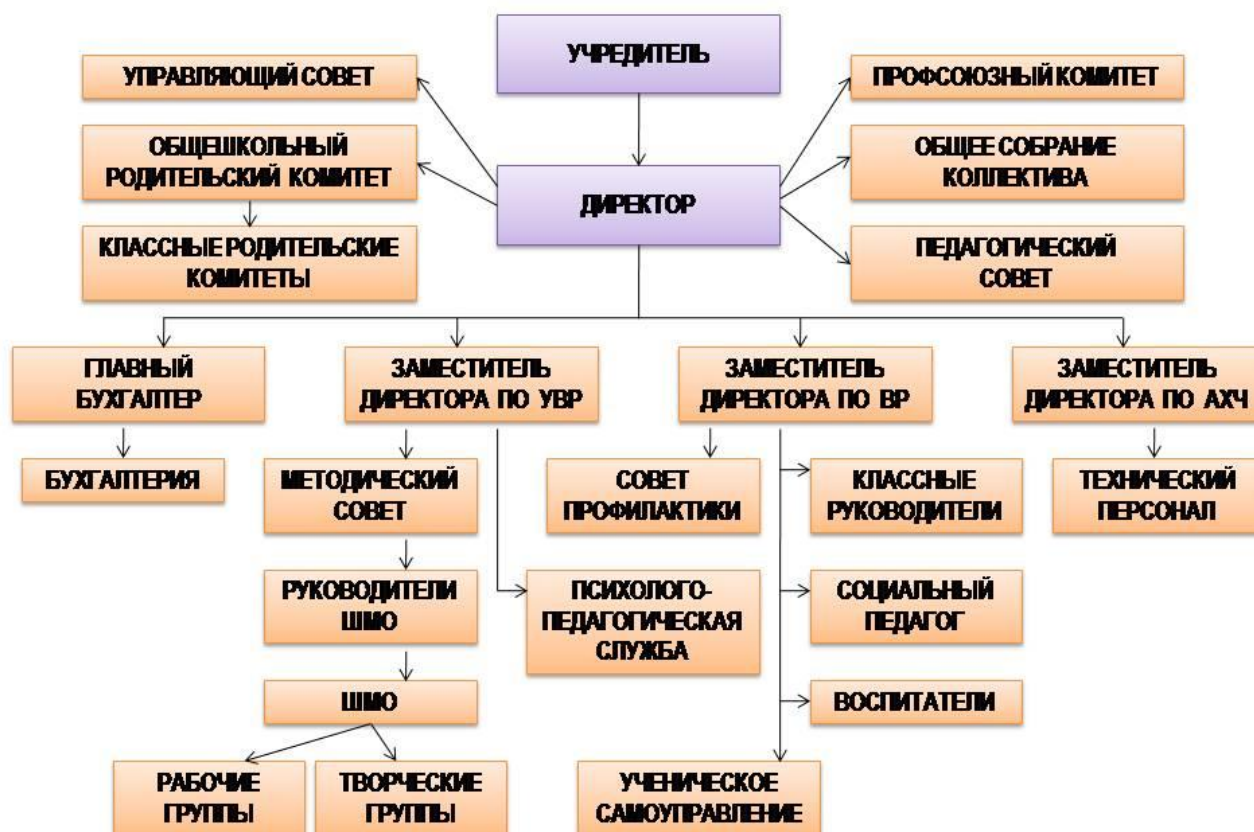 УЧРЕДИТЕЛЬ
УПРАВЛЯЮЩИЙ СОВЕТ
ПРОФСОЮЗНЫЙ КОМИТЕТ
ОБЩЕШКОЛЬНЫЙ
РОДИТЕЛЬСКИЙ КОМИТЕТ
ОБЩЕЕ СОБРАНИЕ
КОЛЛЕКТИВА
ДИРЕКТОР
КЛАССНЫЕ РОДИТЕЛЬСКИЕ
КОМИТЕТЫ
ПЕДАГОГИЧЕСКИЙ
СОВЕТ
ГЛАВНЫЙ
БУХГАЛТЕР
ЗАМЕСТИТЕЛЬ
ДИРЕКТОРА ПО УВР
ЗАМЕСТИТЕЛЬ
ДИРЕКТОРА ПО ВР
ЗАМЕСТИТЕЛЬ
ДИРЕКТОРА ПО АХЧ
БУХГАЛТЕРИЯ
МЕТОДИЧЕСКИЙ
СОВЕТ
СОВЕТ
ПРОФИЛАКТИКИ
КЛАССНЫЕ
РУКОВОДИТЕЛИ
ТЕХНИЧЕСКИЙ
ПЕРСОНАЛ
РУКОВОДИТЕЛИ
ШМО
ПСИХОЛОГО-
ПЕДАГОГИЧЕСКАЯ
СЛУЖБА
СОЦИАЛЬНЫЙ
ПЕДАГОГ
ШМО
ВОСПИТАТЕЛИ
РАБОЧИЕ
ГРУППЫ
ТВОРЧЕСКИЕ
ГРУППЫ
УЧЕНИЧЕСКОЕ
САМОУПРАВЛЕНИЕ